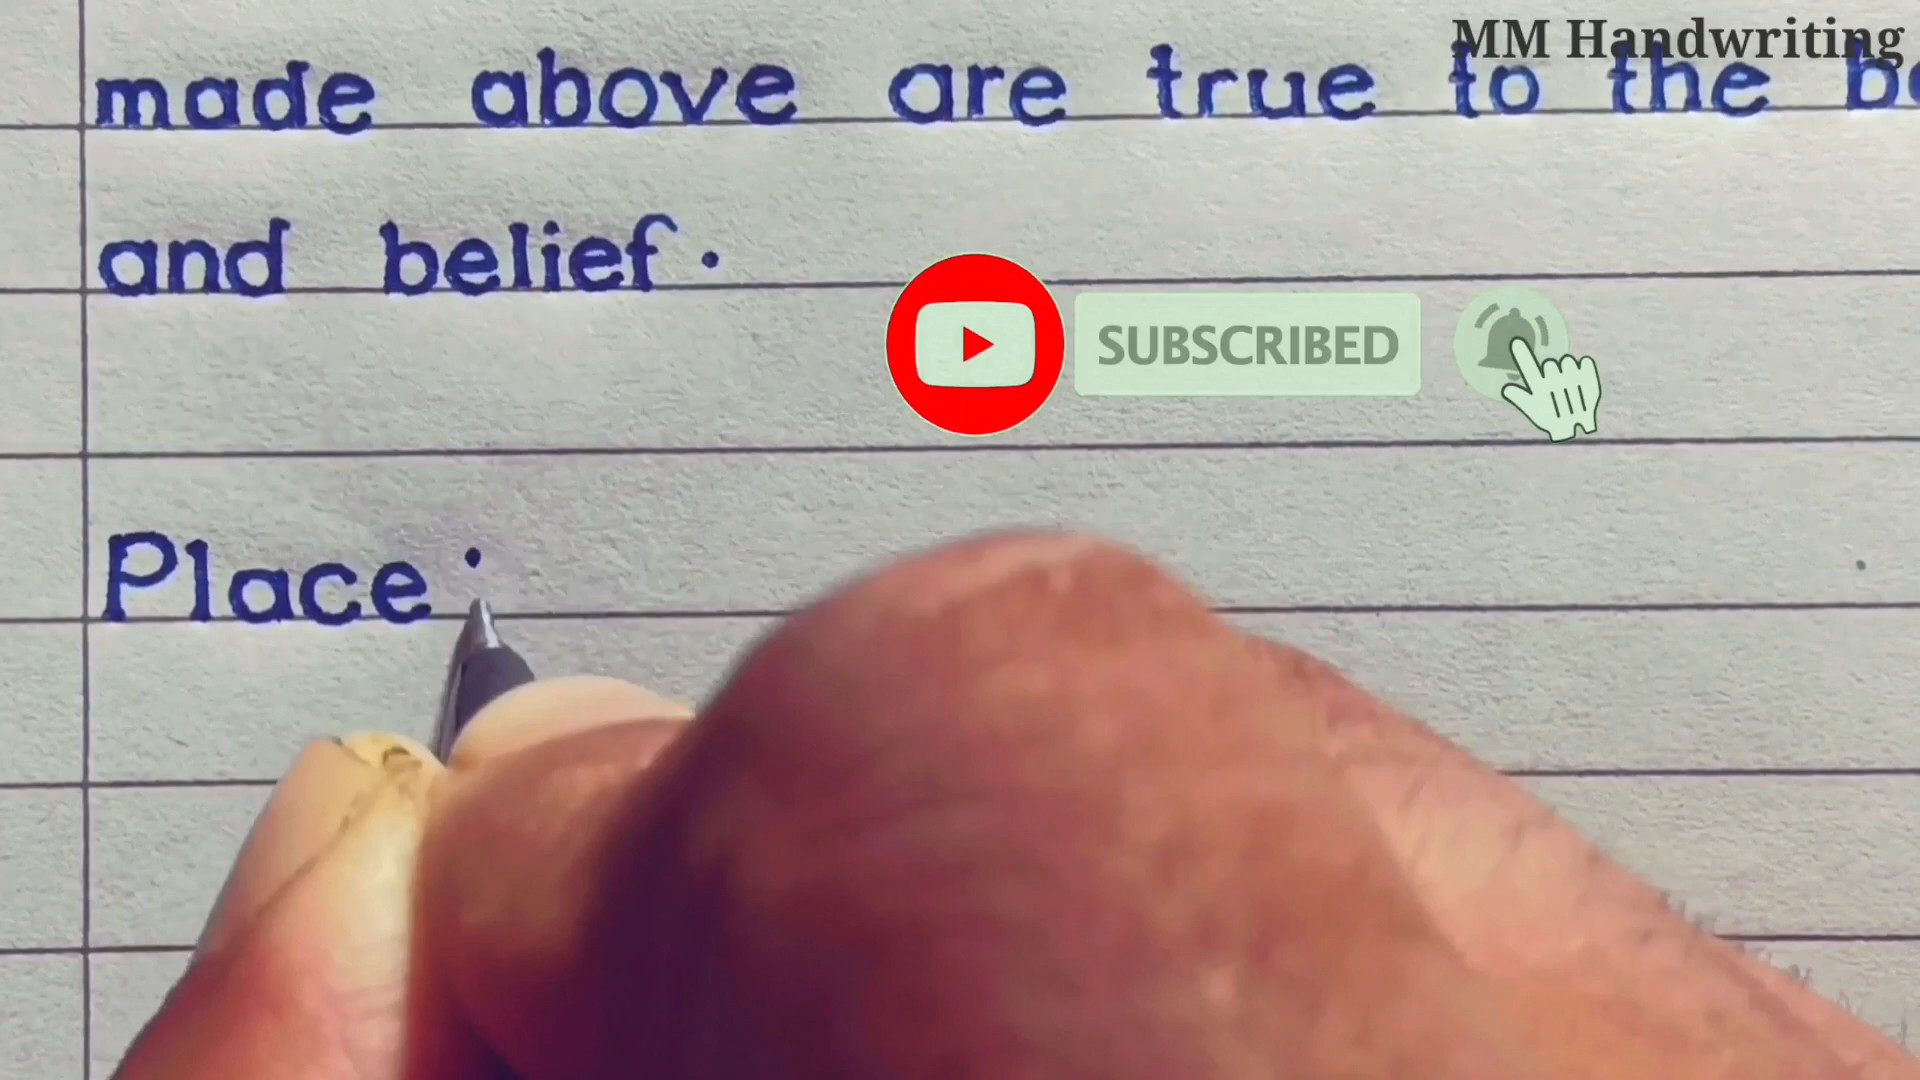 MM Handwriting
made above are true to the
and belief.
SUBSCRIBED
Place: